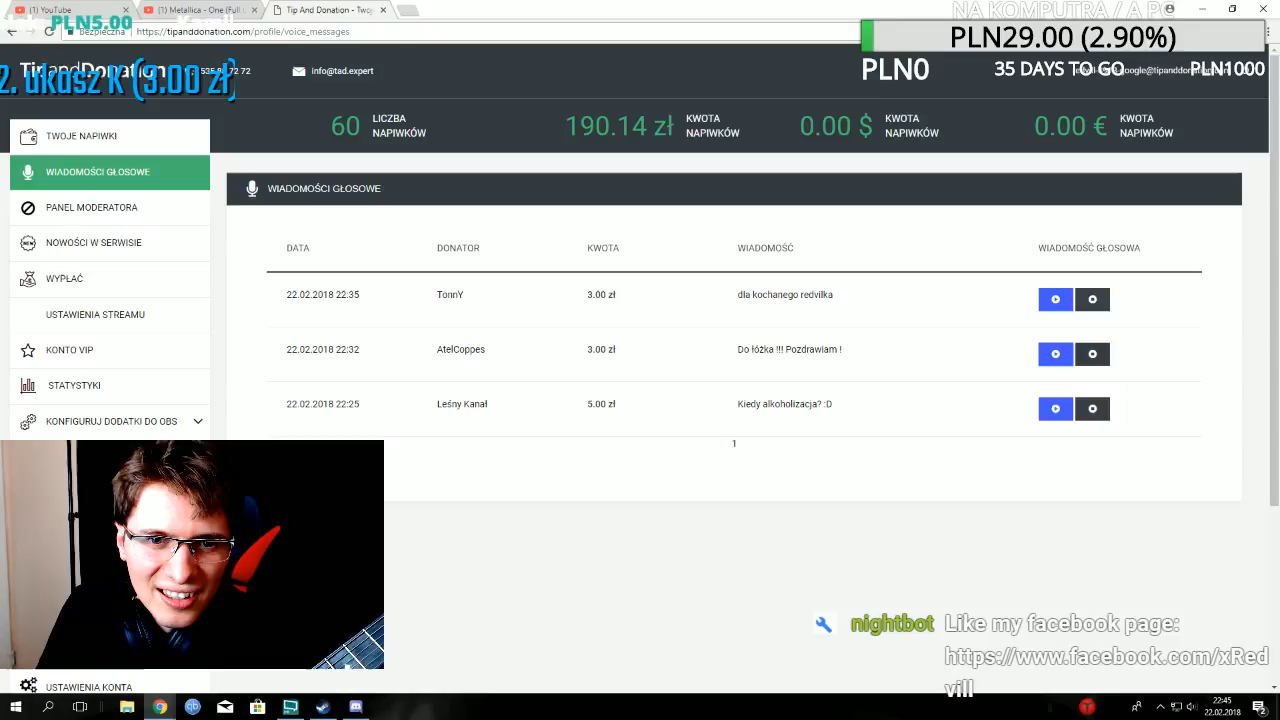 YouTube
(1) Metallica - One (Full
Tip And Donation - Twoj
PLN5.00
NA KOMPUTRA / A PC
Bezpieczna
https://tipanddonation.com/profile/voice_messages
PLN29.00 (2.90%)
TipandDonation
info@tad.expert
PLN0
35 DAYS TO GO
PLN1000
2. ukasz K (3.00 zł)
60 LICZBA NAPIWKÓW
190.14 zł KWOTA NAPIWKÓW
0.00 $ KWOTA NAPIWKÓW
0.00 € KWOTA NAPIWKÓW
TWOJE NAPIWKI
WIADOMOŚCI GŁOSOWE
PANEL MODERATORA
NOWOŚCI W SERWISIE
WYPŁAĆ
USTAWIENIA STREAMU
KONTO VIP
STATYSTYKI
KONFIGURUJ DODATKI DO OBS
USTAWIENIA KONTA
WIADOMOŚCI GŁOSOWE
DATA DONATOR KWOTA WIADOMOŚĆ WIADOMOŚĆ GŁOSOWA
22.02.2018 22:35 TonnY 3.00 zł dla kochanego redvilka
22.02.2018 22:32 AtelCoppes 3.00 zł Do łóżka !!! Pozdrawiam !
22.02.2018 22:25 Leśny Kanał 5.00 zł Kiedy alkoholizacja? :D
1
nightbot Like my facebook page:
https://www.facebook.com/xRed
vill
22:45
22.02.2018